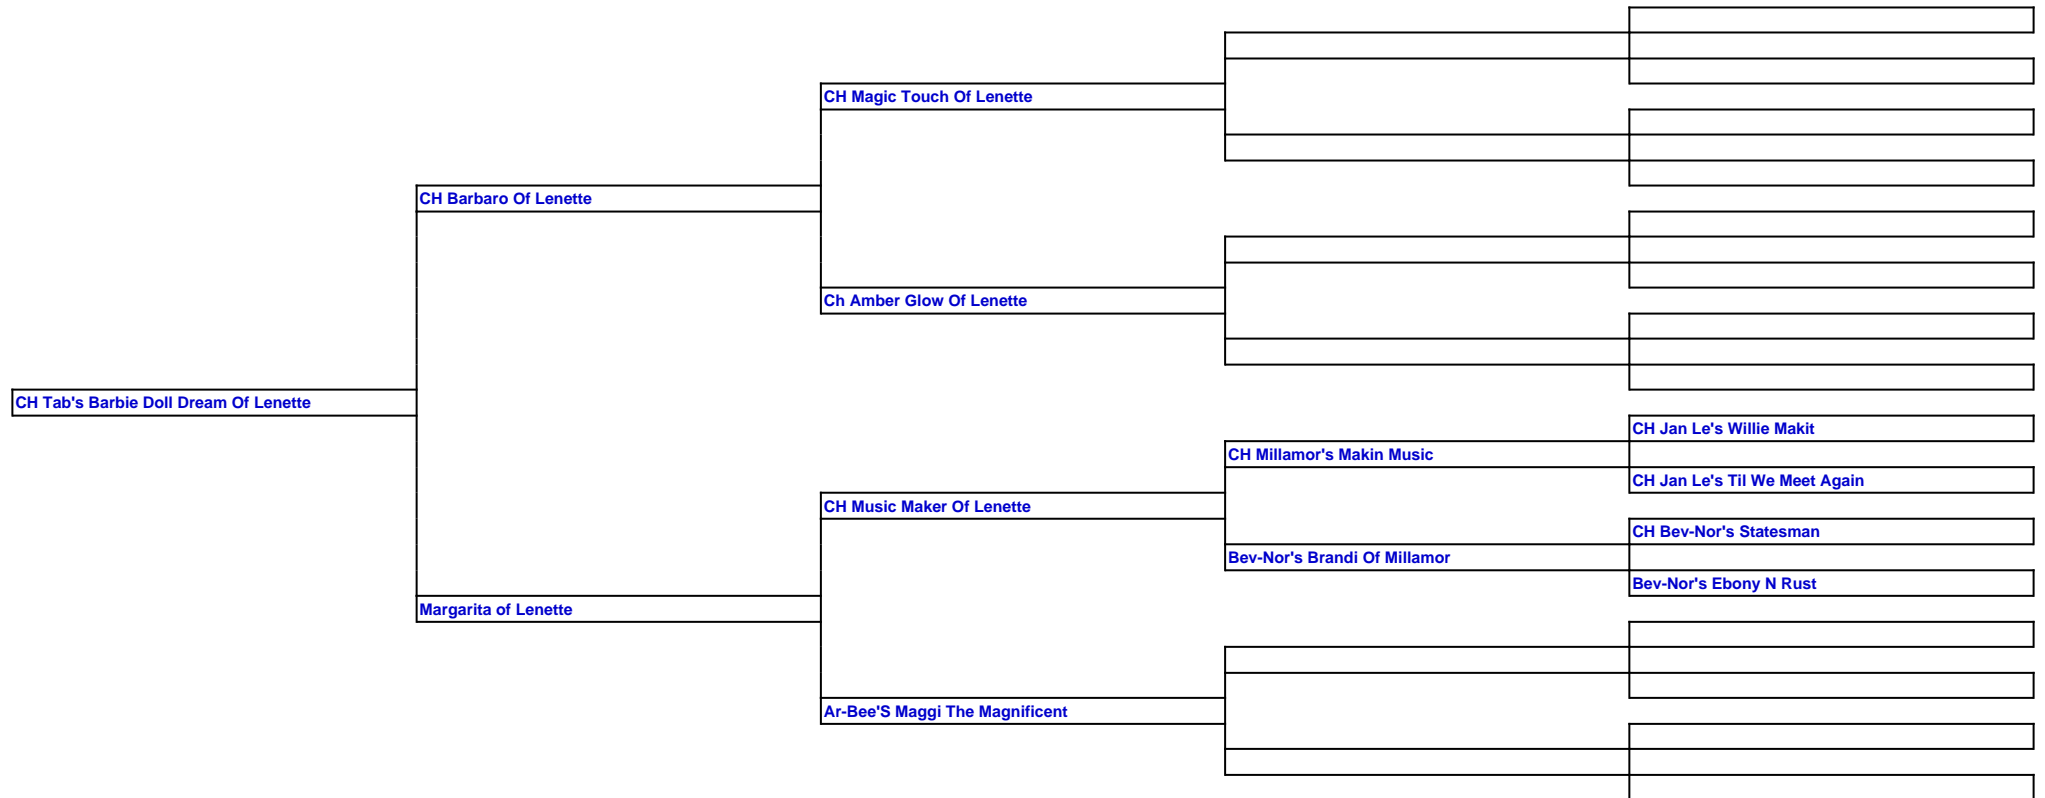 CH Magic Touch Of Lenette
CH Barbaro Of Lenette
Ch Amber Glow Of Lenette
CH Tab's Barbie Doll Dream Of Lenette
CH Jan Le's Willie Makit
CH Millamor's Makin Music
CH Jan Le's Til We Meet Again
CH Music Maker Of Lenette
CH Bev-Nor's Statesman
Bev-Nor's Brandi Of Millamor
Bev-Nor's Ebony N Rust
Margarita of Lenette
Ar-Bee'S Maggi The Magnificent